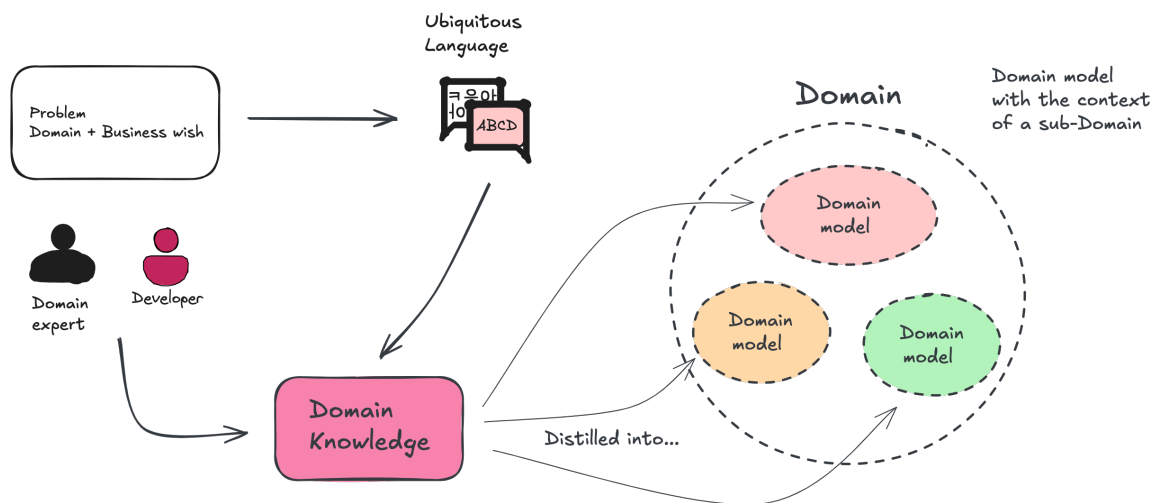 Ubiquitous
Language
Problem
Domain + Business wish
ABCD
Domain
Domain model
with the context
of a sub-Domain
Domain
model
Domain
expert
Developer
Domain
model
Domain
model
Domain
Knowledge
Distilled into...